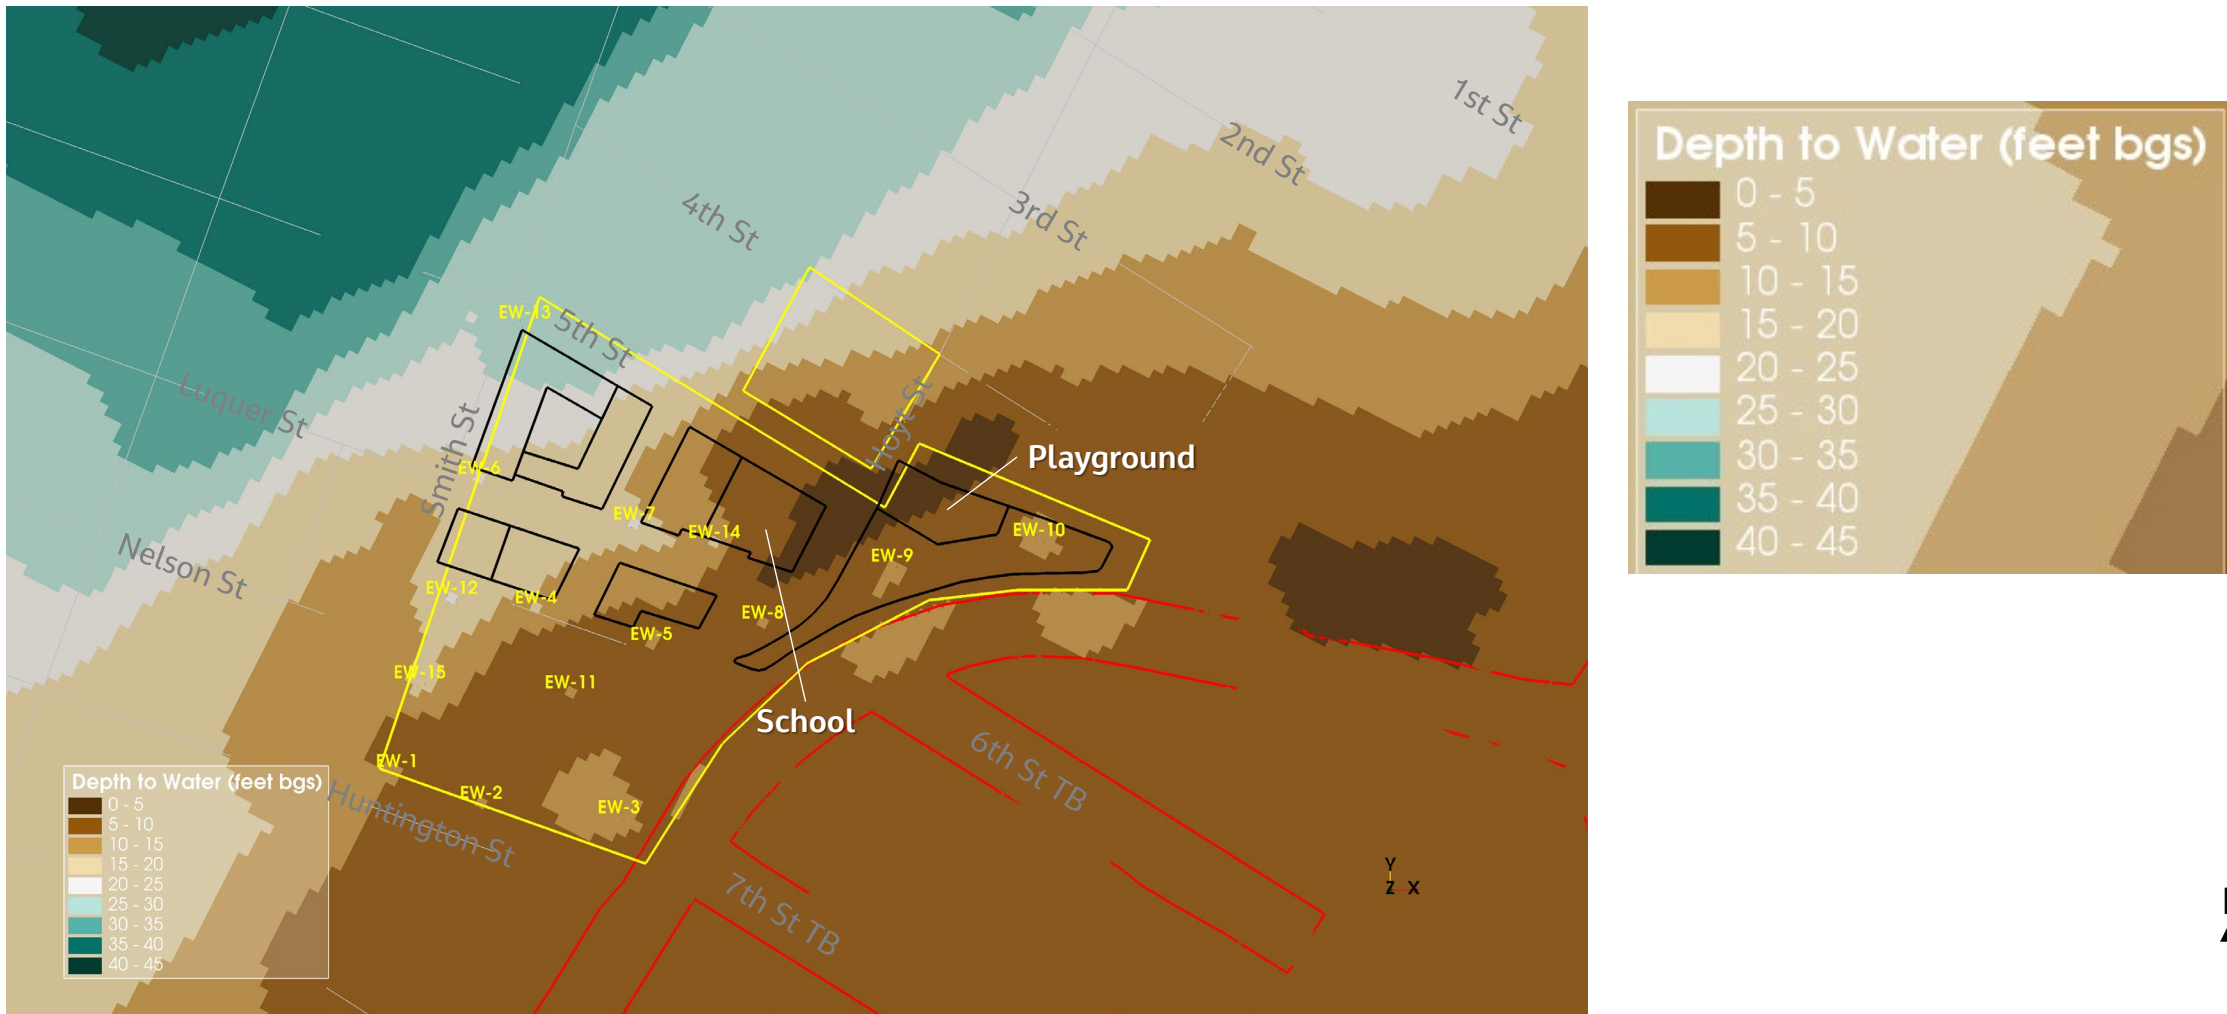 1st St
2nd St
3rd St
4th St
5th St
EW-13
Luquer St
Smith St
Hoyt St
Playground
EW-6
EW-7
EW-14
EW-10
EW-9
Nelson St
EW-12
EW-4
EW-8
EW-5
EW-15
EW-11
School
EW-1
EW-2
EW-3
Huntington St
6th St TB
7th St TB
Y
Z X
Depth to Water (feet bgs)
0 - 5
5 - 10
10 - 15
15 - 20
20 - 25
25 - 30
30 - 35
35 - 40
40 - 45
Depth to Water (feet bgs)
0 - 5
5 - 10
10 - 15
15 - 20
20 - 25
25 - 30
30 - 35
35 - 40
40 - 45